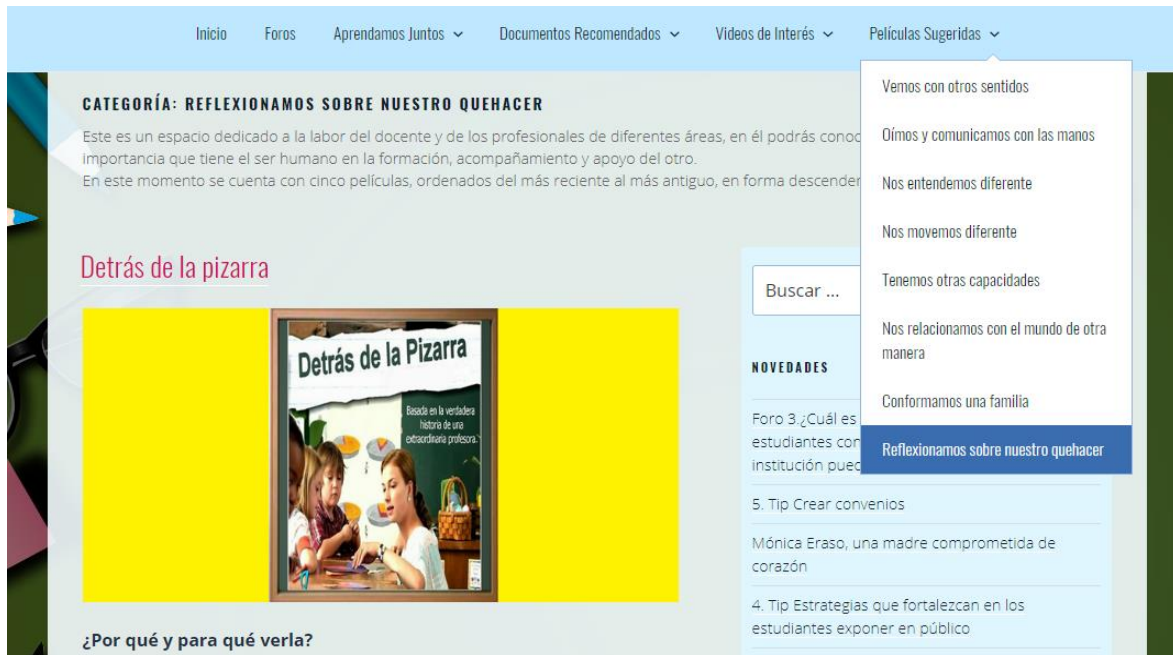 Inicio
Foros
Aprendamos Juntos
Documentos Recomendados
Videos de Interés
Películas Sugeridas
Vemos con otros sentidos
Oímos y comunicamos con las manos
Nos entendemos diferente
Nos movemos diferente
Tenemos otras capacidades
Nos relacionamos con el mundo de otra
manera
Conformamos una familia
Reflexionamos sobre nuestro quehacer
CATEGORÍA: REFLEXIONAMOS SOBRE NUESTRO QUEHACER
Este es un espacio dedicado a la labor del docente y de los profesionales de diferentes áreas, en él podrás conoc
importancia que tiene el ser humano en la formación, acompañamiento y apoyo del otro.
En este momento se cuenta con cinco películas, ordenados del más reciente al más antiguo, en forma descender
Detrás de la pizarra
Detrás de la Pizarra
Basada en la verdadera
historia de una
extraordinaria profesora.
¿Por qué y para qué verla?
Buscar ...
NOVEDADES
Foro 3.¿Cuál es
estudiantes con
institución pued
5. Tip Crear convenios
Mónica Eraso, una madre comprometida de
corazón
4. Tip Estrategias que fortalezcan en los
estudiantes exponer en público